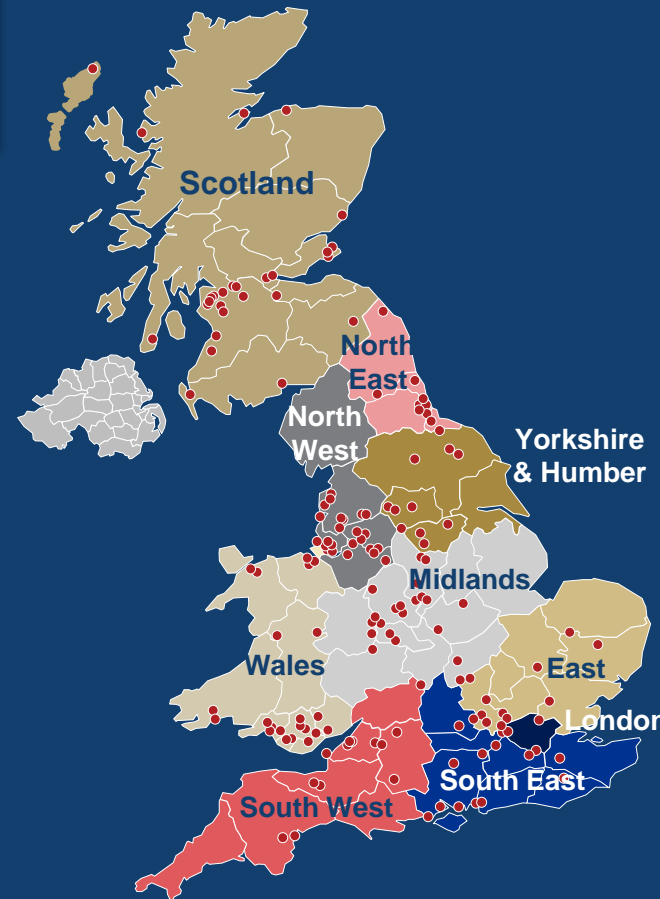 Scotland
North
East
North
West
Yorkshire
& Humber
Midlands
Wales
East
London
South East
South West